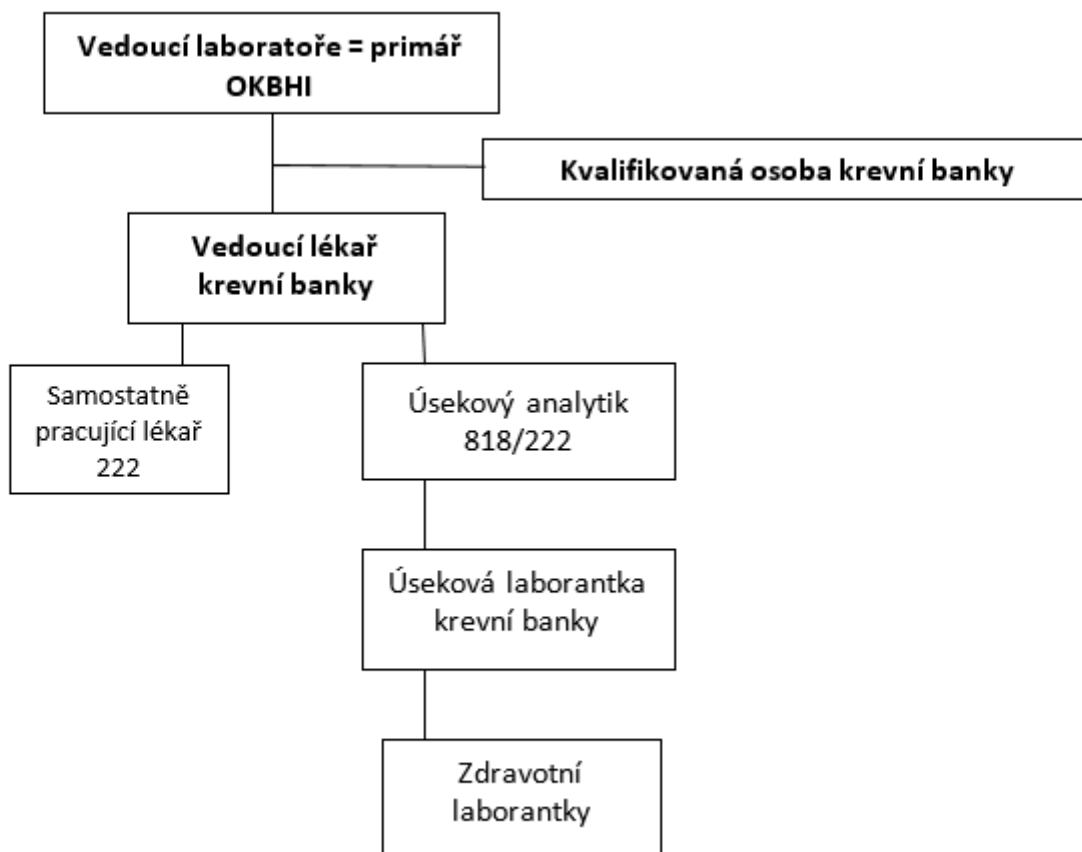 Vedoucí laboratoře = primář
OKBHI
Kvalifikovaná osoba krevní banky
Vedoucí lékař
krevní banky
Samostatně
pracující lékař
222
Úsekový analytik
818/222
Úseková laborantka
krevní banky
Zdravotní
laborantky